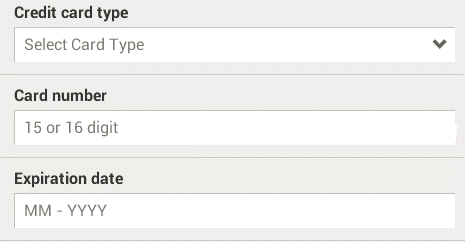 Credit card type
Select Card Type
Card number
15 or 16 digit
Expiration date
MM - YYYY